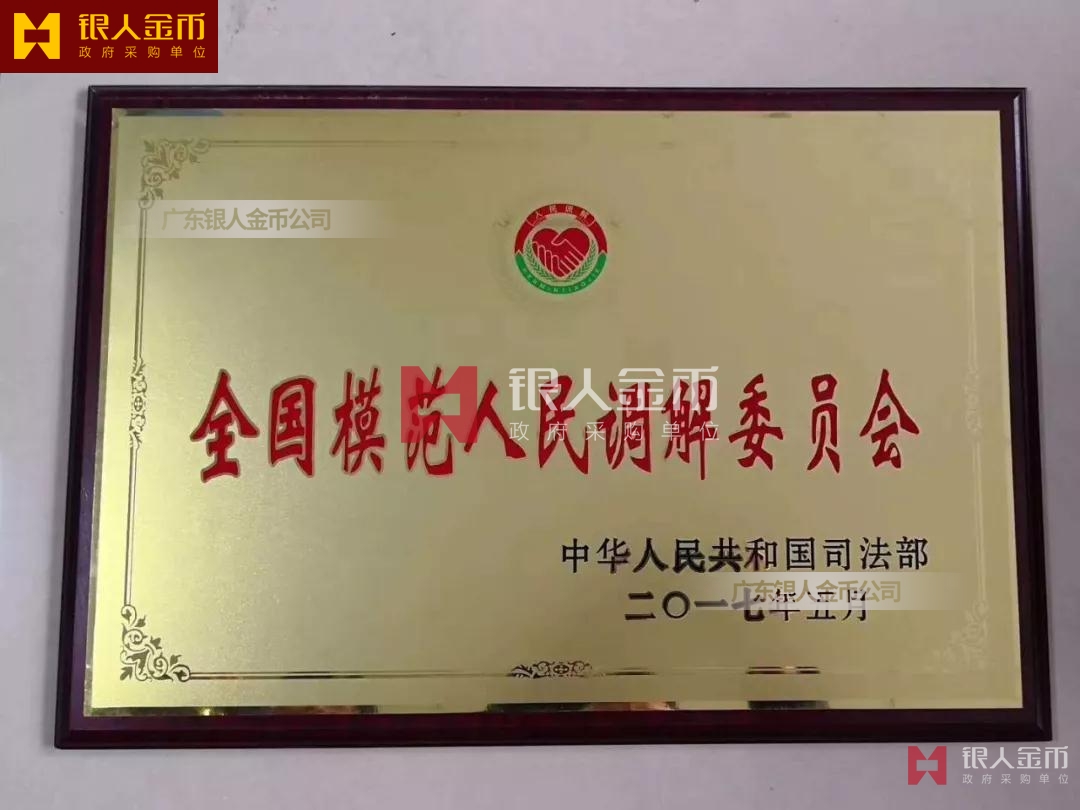 银人金币
政府采购单位
广东银人金币公司
人民调解
全国模范人民调解委员会
银人金币
政府采购单位
中华人民共和国司法部
广东银人金币公司
二〇一七年五月
银人金币
政府采购单位